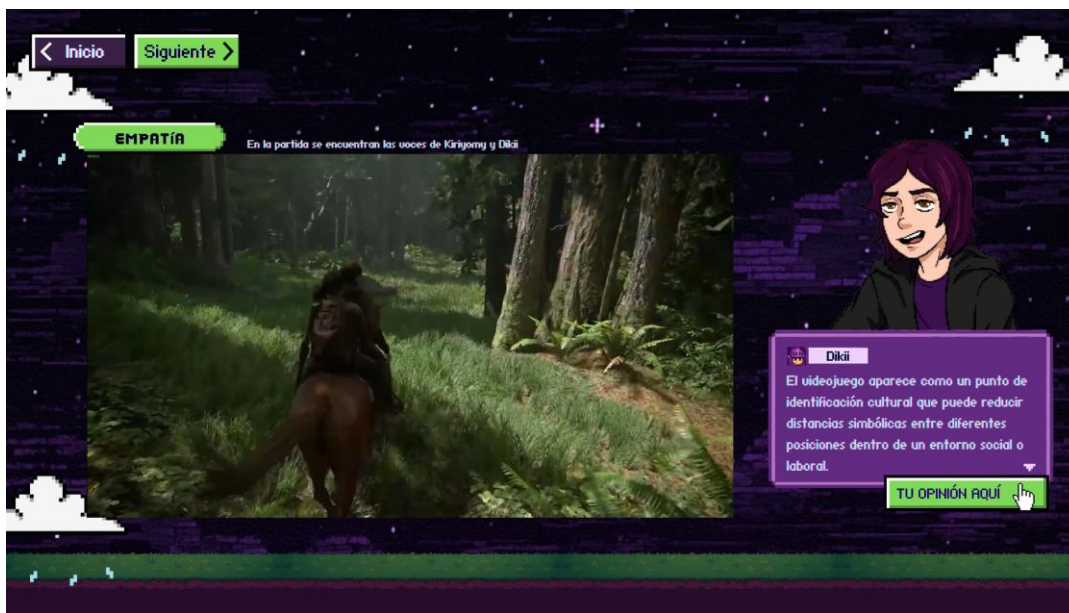 Inicio
Siguiente
EMPATÍA
En la partida se encuentran las voces de Kiriyomy y Dikii
Dikii
El videojuego aparece como un punto de
identificación cultural que puede reducir
distancias simbólicas entre diferentes
posiciones dentro de un entorno social o
laboral.
TU OPINIÓN AQUÍ